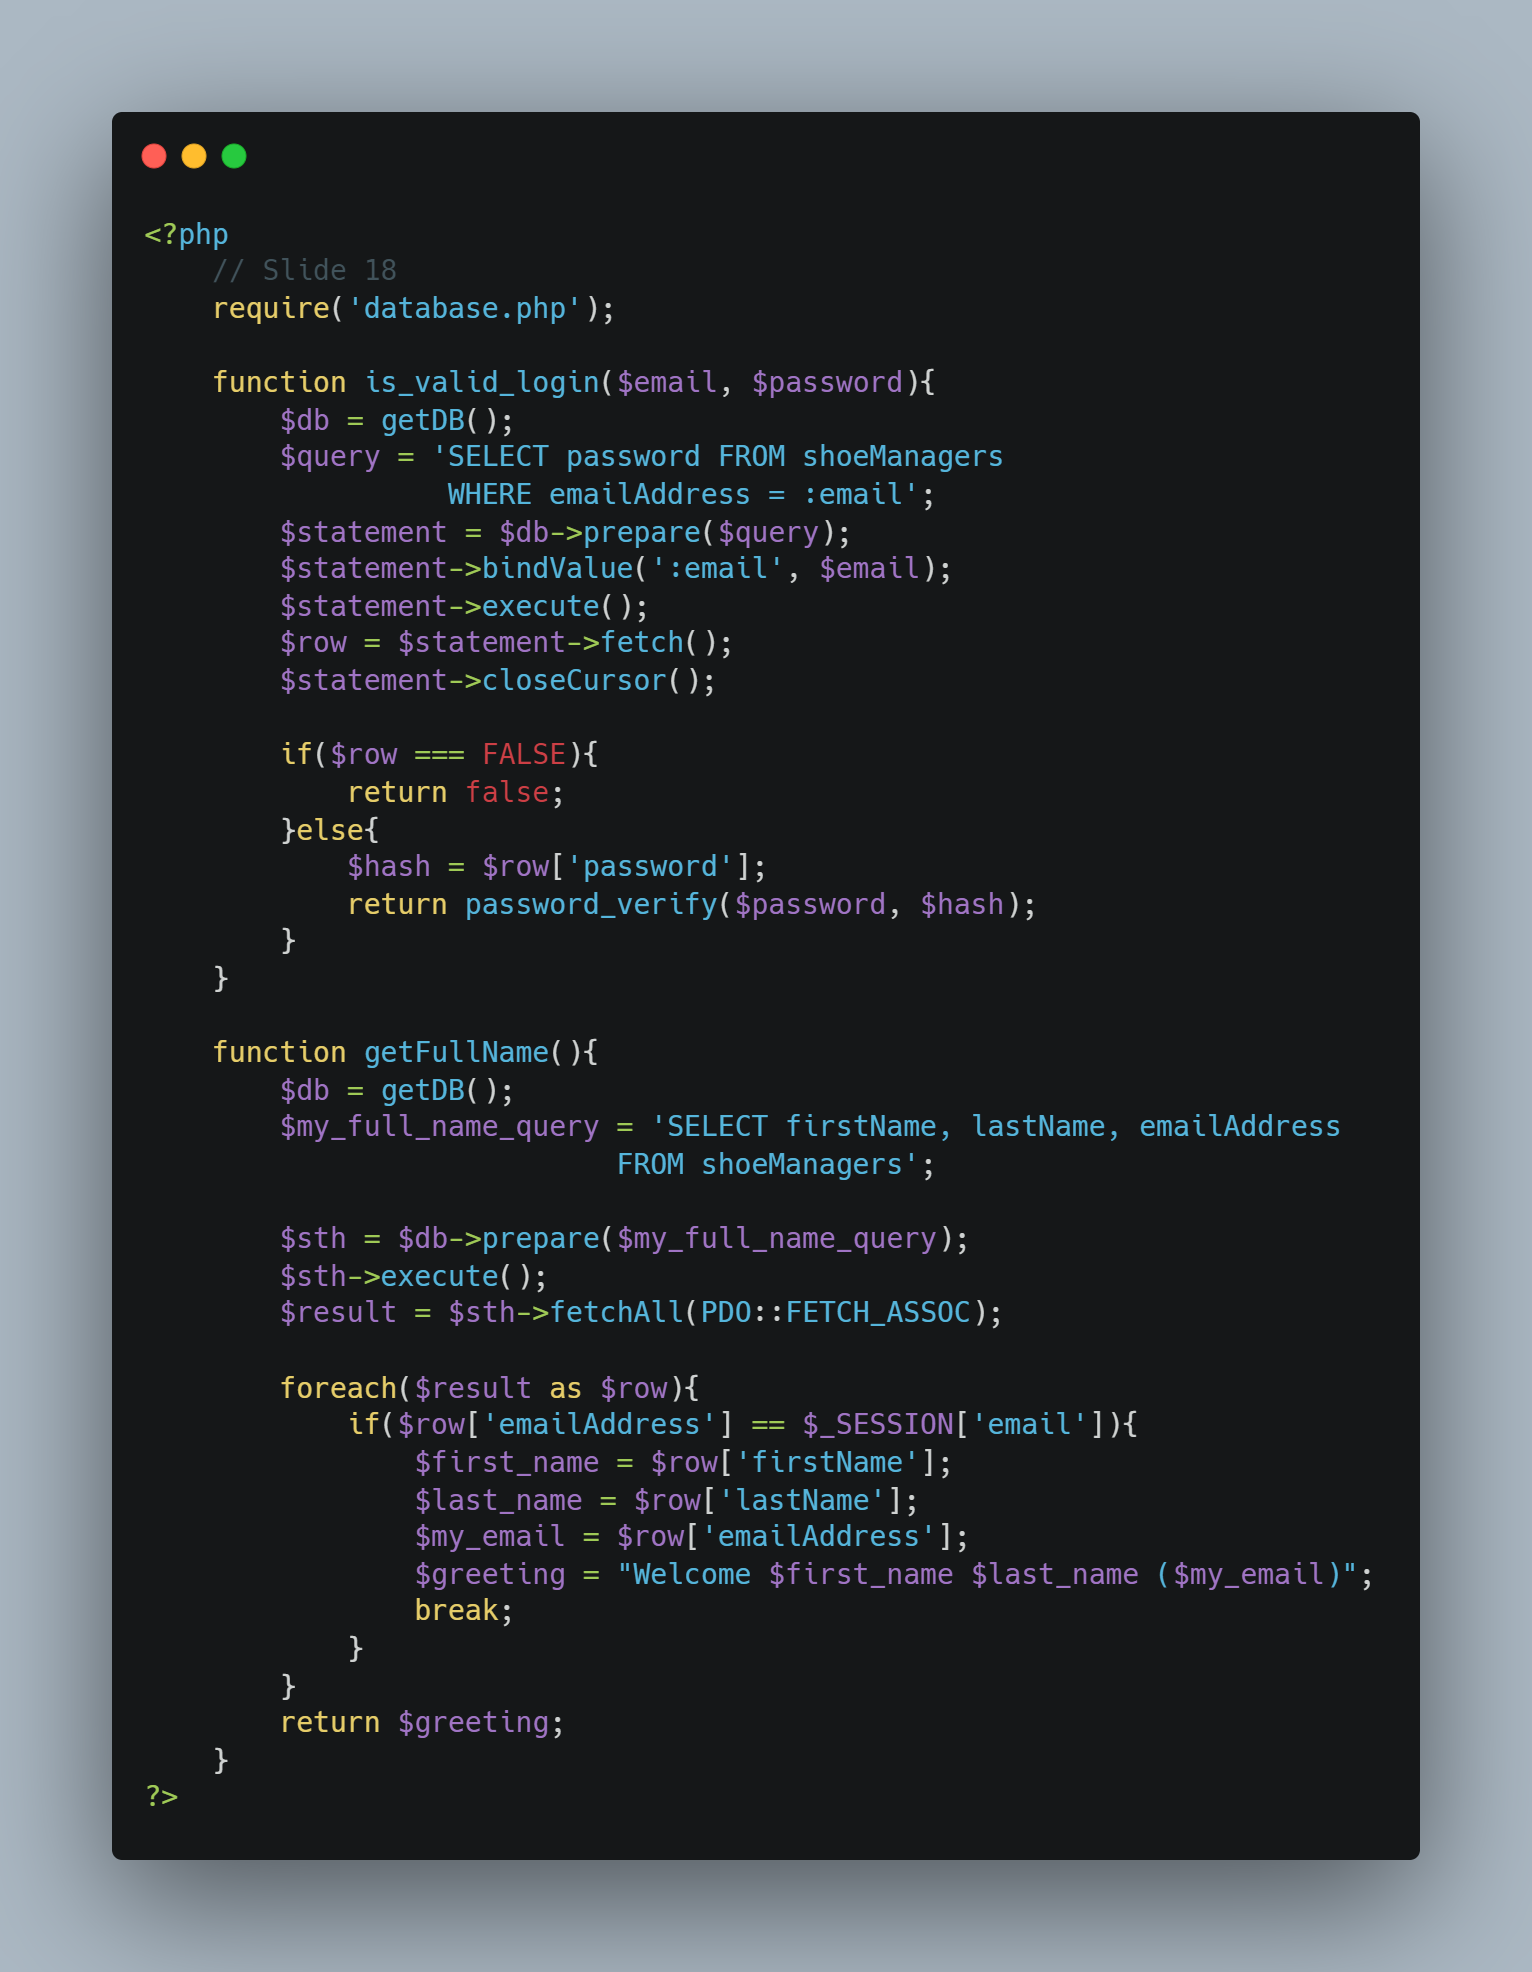 <?php
    // Slide 18
    require('database.php');

    function is_valid_login($email, $password){
        $db = getDB();
        $query = 'SELECT password FROM shoeManagers
                  WHERE emailAddress = :email';
        $statement = $db->prepare($query);
        $statement->bindValue(':email', $email);
        $statement->execute();
        $row = $statement->fetch();
        $statement->closeCursor();

        if($row === FALSE){
            return false;
        }else{
            $hash = $row['password'];
            return password_verify($password, $hash);
        }
    }

    function getFullName(){
        $db = getDB();
        $my_full_name_query = 'SELECT firstName, lastName, emailAddress
                            FROM shoeManagers';

        $sth = $db->prepare($my_full_name_query);
        $sth->execute();
        $result = $sth->fetchAll(PDO::FETCH_ASSOC);

        foreach($result as $row){
            if($row['emailAddress'] == $_SESSION['email']){
                $first_name = $row['firstName'];
                $last_name = $row['lastName'];
                $my_email = $row['emailAddress'];
                $greeting = "Welcome $first_name $last_name ($my_email)";
                break;
            }
        }
        return $greeting;
    }
?>